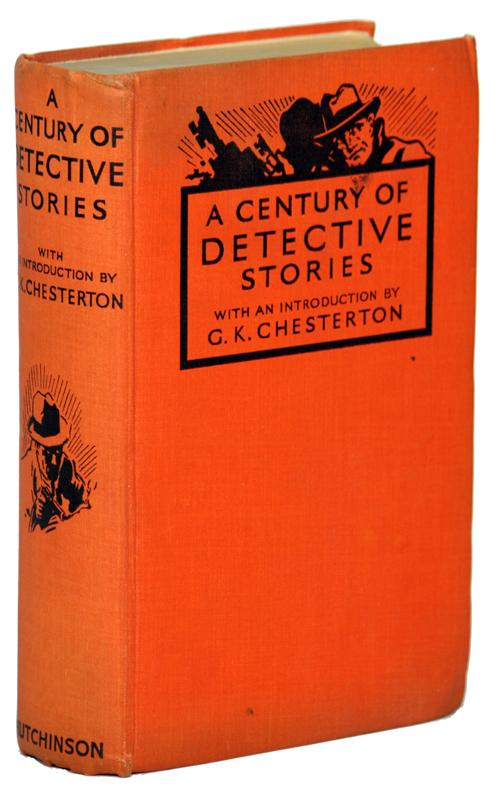 A
CENTURY OF
DETECTIVE
STORIES
WITH
INTRODUCTION BY
K. CHESTERTON
HUTCHINSON
A CENTURY OF
DETECTIVE
STORIES
WITH AN INTRODUCTION BY
G. K. CHESTERTON